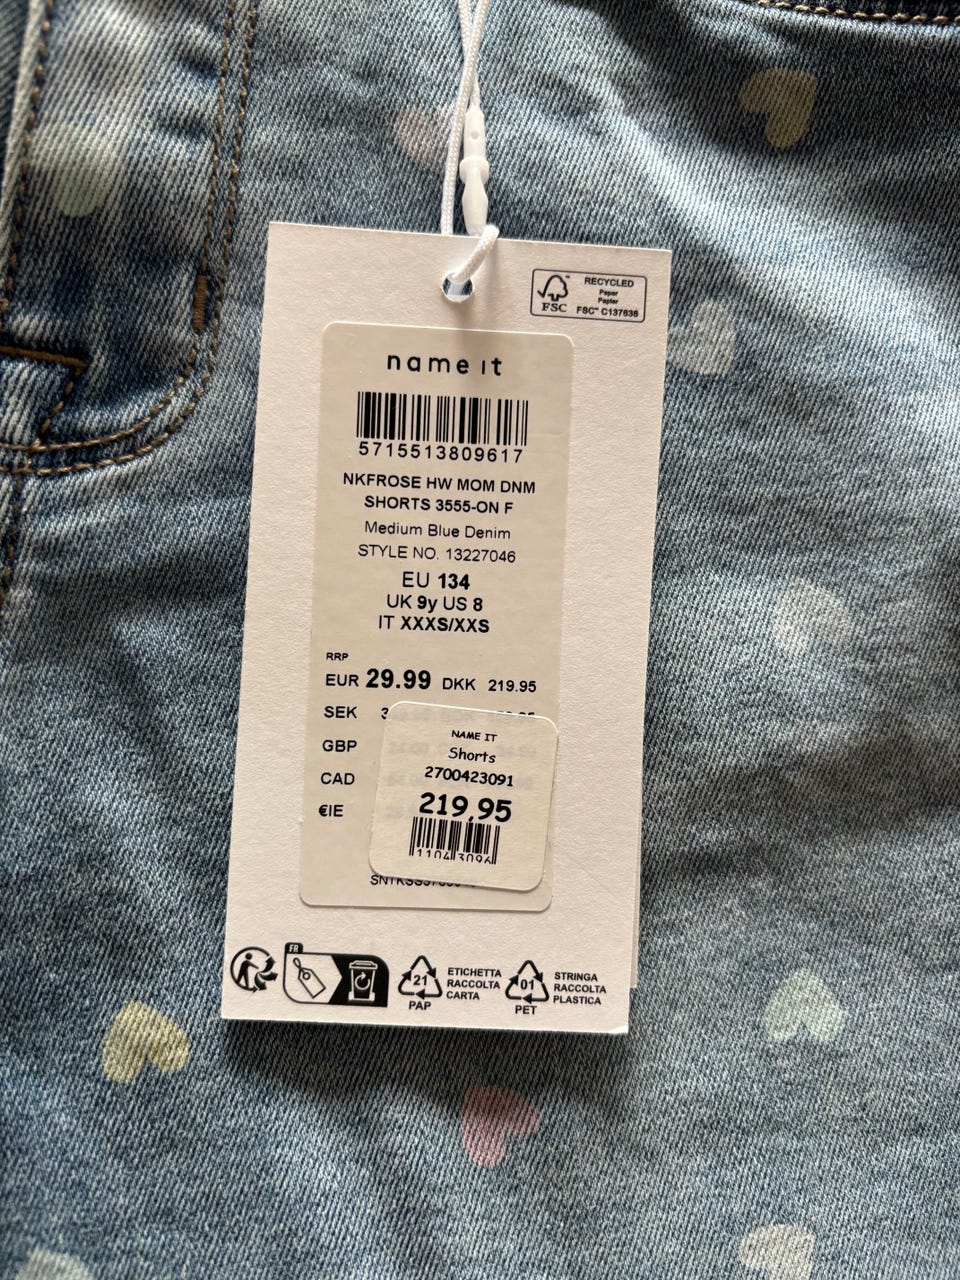 FSC
RECYCLED
Paper
Papier
FSC™ C137636
name it
5715513809617
NKFROSE HW MOM DNM
SHORTS 3555-ON F
Medium Blue Denim
STYLE NO. 13227046
EU 134
UK 9y US 8
IT XXXS/XXS
RRP
EUR 29.99 DKK 219.95
SEK
GBP
CAD
€IE
NAME IT
Shorts
2700423091
219,95
FR
21
PAP
ETICHETTA
RACCOLTA
CARTA
01
PET
STRINGA
RACCOLTA
PLASTICA